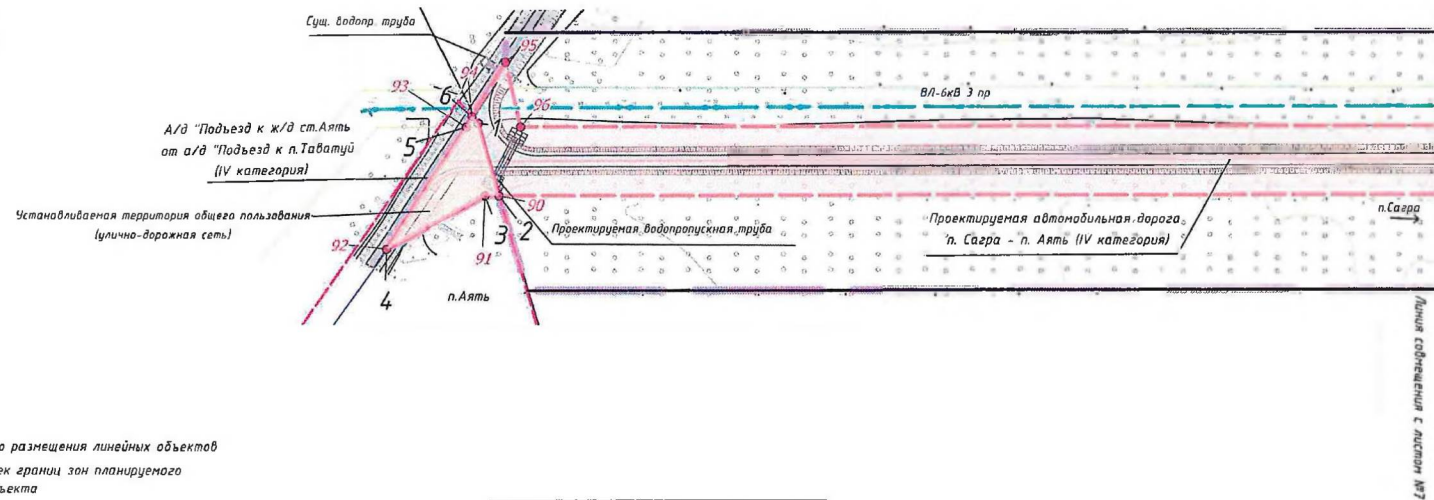 Сущ. водопр. труба
95
94
93
6
96
ВЛ-6кВ 3 пр
А/д "Подъезд к ж/д ст.Аять
от а/д "Подъезд к п.Таватуй
(IV категория)
5
Устанавливаемая территория общего пользования
(улично-дорожная сеть)
90
п.Сагра
Проектируемая автомобильная дорога
п. Сагра - п. Аять (IV категория)
Проектируемая водопропускная труба
3 2
92
91
4
п.Аять
Линия совмещения с листом №7
о размещения линейных объектов
ек границ зон планируемого
ъекта